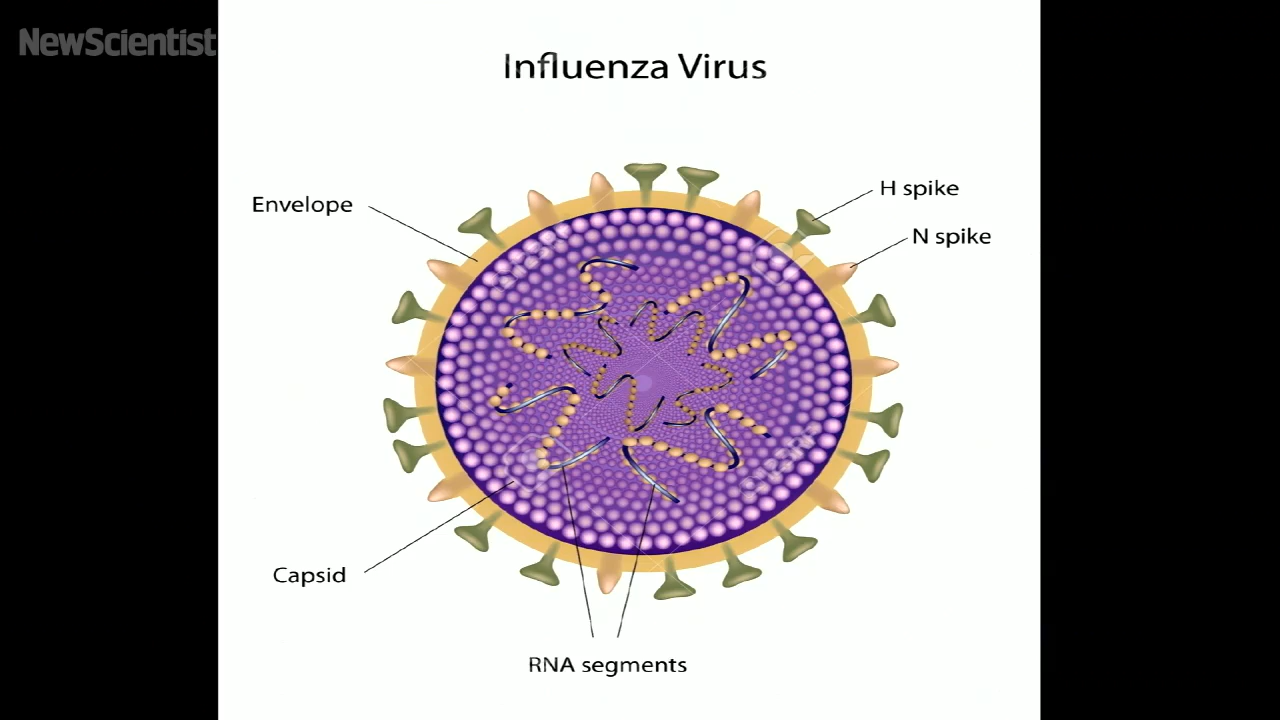 NewScientist
Influenza Virus
Envelope
H spike
N spike
Capsid
RNA segments